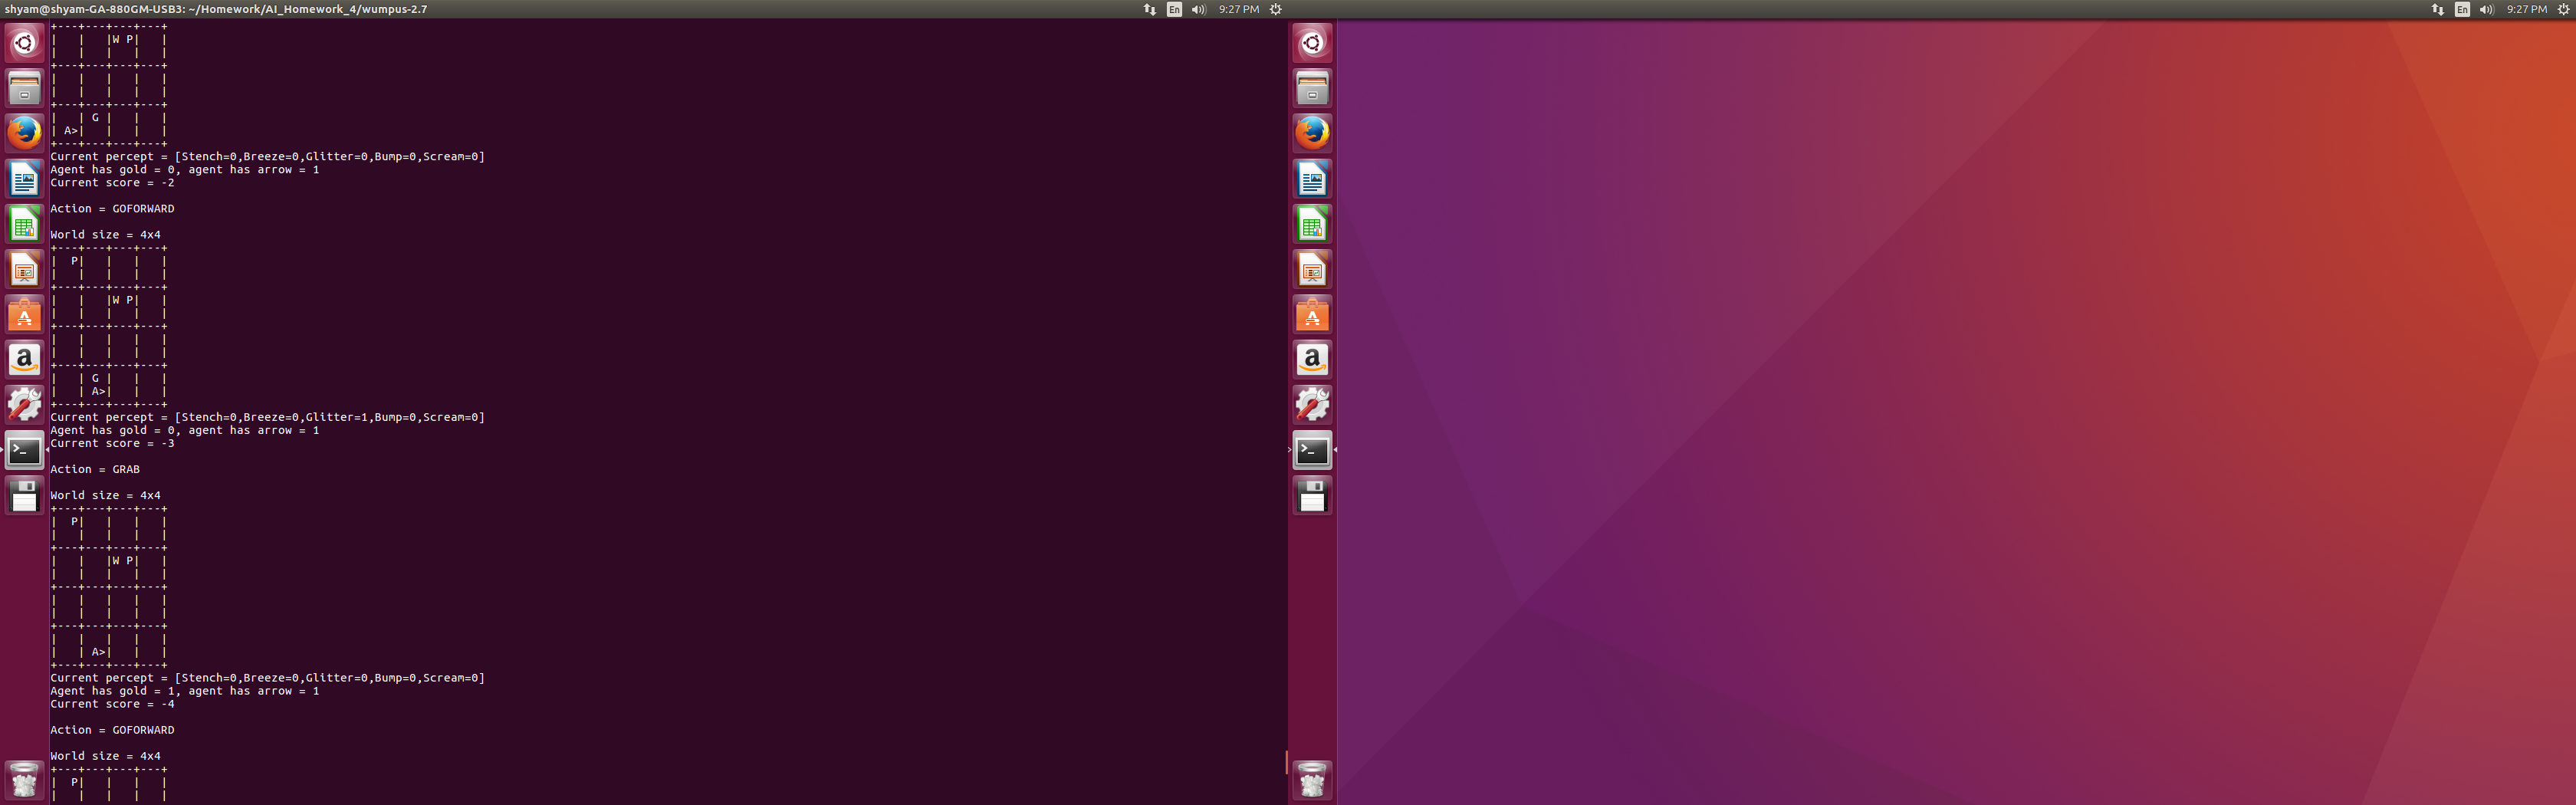 shyam@shyam-GA-880GM-USB3: ~/Homework/AI_Homework_4/wumpus-2.7
En
9:27 PM
En
9:27 PM
+---+---+---+---+
|   |   |W P|   |
|   |   |   |   |
+---+---+---+---+
|   |   |   |   |
|   |   |   |   |
+---+---+---+---+
|   | G |   |   |
| A>|   |   |   |
+---+---+---+---+
Current percept = [Stench=0,Breeze=0,Glitter=0,Bump=0,Scream=0]
Agent has gold = 0, agent has arrow = 1
Current score = -2
Action = GOFORWARD
World size = 4x4
+---+---+---+---+
|  P|   |   |   |
|   |   |   |   |
+---+---+---+---+
|   |   |W P|   |
|   |   |   |   |
+---+---+---+---+
|   |   |   |   |
|   |   |   |   |
+---+---+---+---+
|   | G |   |   |
|   | A>|   |   |
+---+---+---+---+
Current percept = [Stench=0,Breeze=0,Glitter=1,Bump=0,Scream=0]
Agent has gold = 0, agent has arrow = 1
Current score = -3
Action = GRAB
World size = 4x4
+---+---+---+---+
|  P|   |   |   |
|   |   |   |   |
+---+---+---+---+
|   |   |W P|   |
|   |   |   |   |
+---+---+---+---+
|   |   |   |   |
|   |   |   |   |
+---+---+---+---+
|   |   |   |   |
|   | A>|   |   |
+---+---+---+---+
Current percept = [Stench=0,Breeze=0,Glitter=0,Bump=0,Scream=0]
Agent has gold = 1, agent has arrow = 1
Current score = -4
Action = GOFORWARD
World size = 4x4
+---+---+---+---+
|  P|   |   |   |
|   |   |   |   |